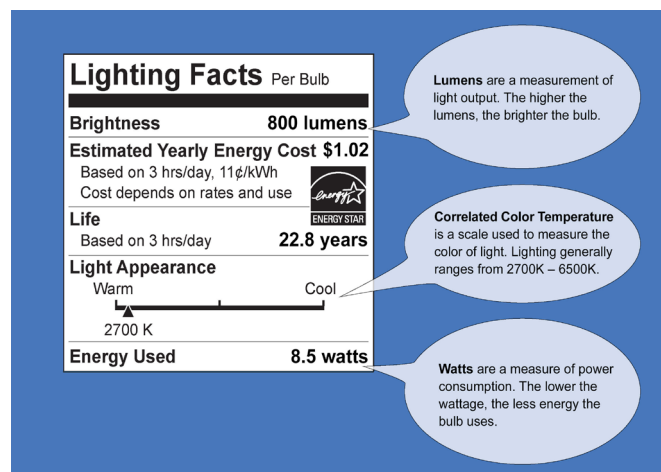 Lighting Facts Per Bulb
Brightness 800 lumens
Estimated Yearly Energy Cost $1.02
Based on 3 hrs/day, 11¢/kWh
Cost depends on rates and use
energy
ENERGY STAR
Life
Based on 3 hrs/day 22.8 years
Light Appearance
Warm Cool
2700 K
Energy Used 8.5 watts
Lumens are a measurement of
light output. The higher the
lumens, the brighter the bulb.
Correlated Color Temperature
is a scale used to measure the
color of light. Lighting generally
ranges from 2700K – 6500K.
Watts are a measure of power
consumption. The lower the
wattage, the less energy the
bulb uses.